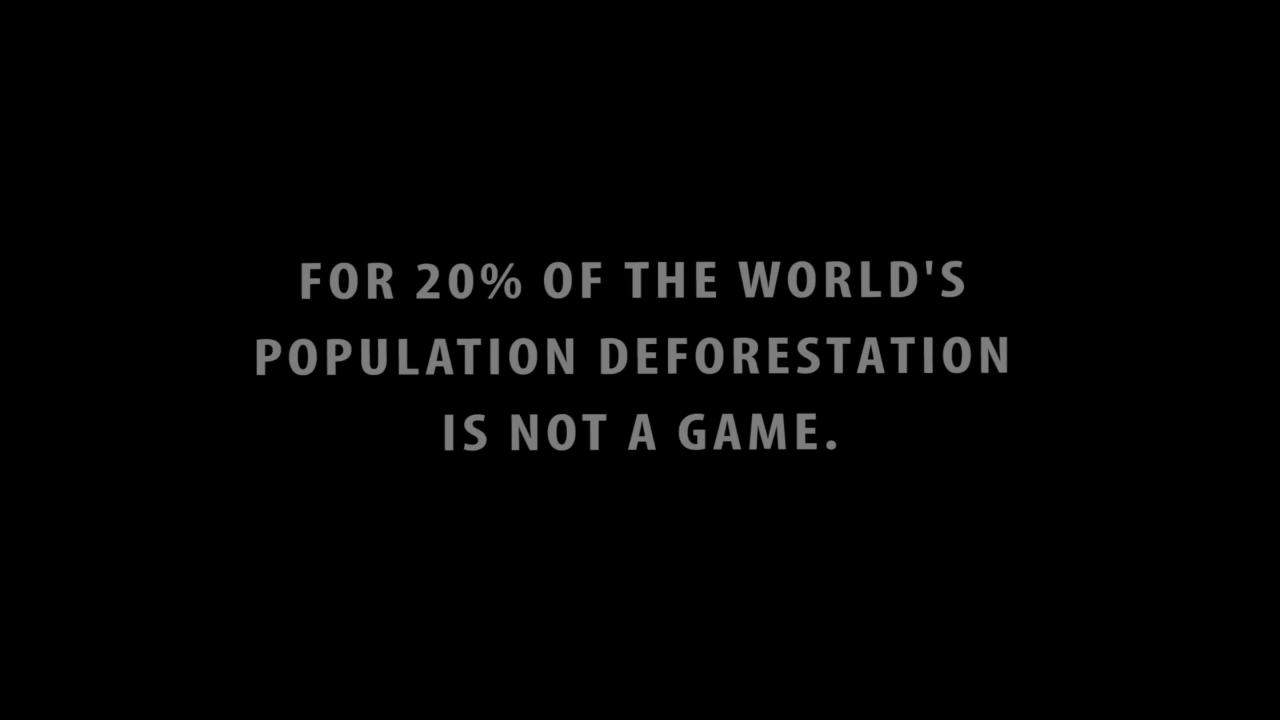 FOR 20% OF THE WORLD'S
POPULATION DEFORESTATION
IS NOT A GAME.